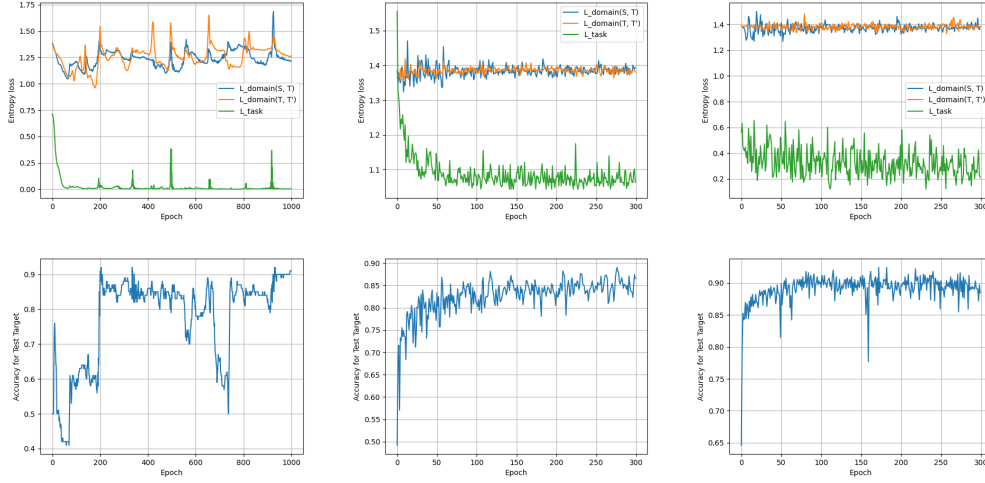 1.75
1.50
1.25
1.00
0.75
0.50
0.25
0.00
Entropy loss
L_domain(S, T)
L_domain(T, T')
L_task
0 200 400 600 800 1000
Epoch
1.5
1.4
1.3
1.2
1.1
Entropy loss
L_domain(S, T)
L_domain(T, T')
L_task
0 50 100 150 200 250 300
Epoch
1.4
1.2
1.0
0.8
0.6
0.4
0.2
Entropy loss
L_domain(S, T)
L_domain(T, T')
L_task
0 50 100 150 200 250 300
Epoch
0.9
0.8
0.7
0.6
0.5
0.4
Accuracy for Test Target
0 200 400 600 800 1000
Epoch
0.90
0.85
0.80
0.75
0.70
0.65
0.60
0.55
0.50
Accuracy for Test Target
0 50 100 150 200 250 300
Epoch
0.90
0.85
0.80
0.75
0.70
0.65
Accuracy for Test Target
0 50 100 150 200 250 300
Epoch